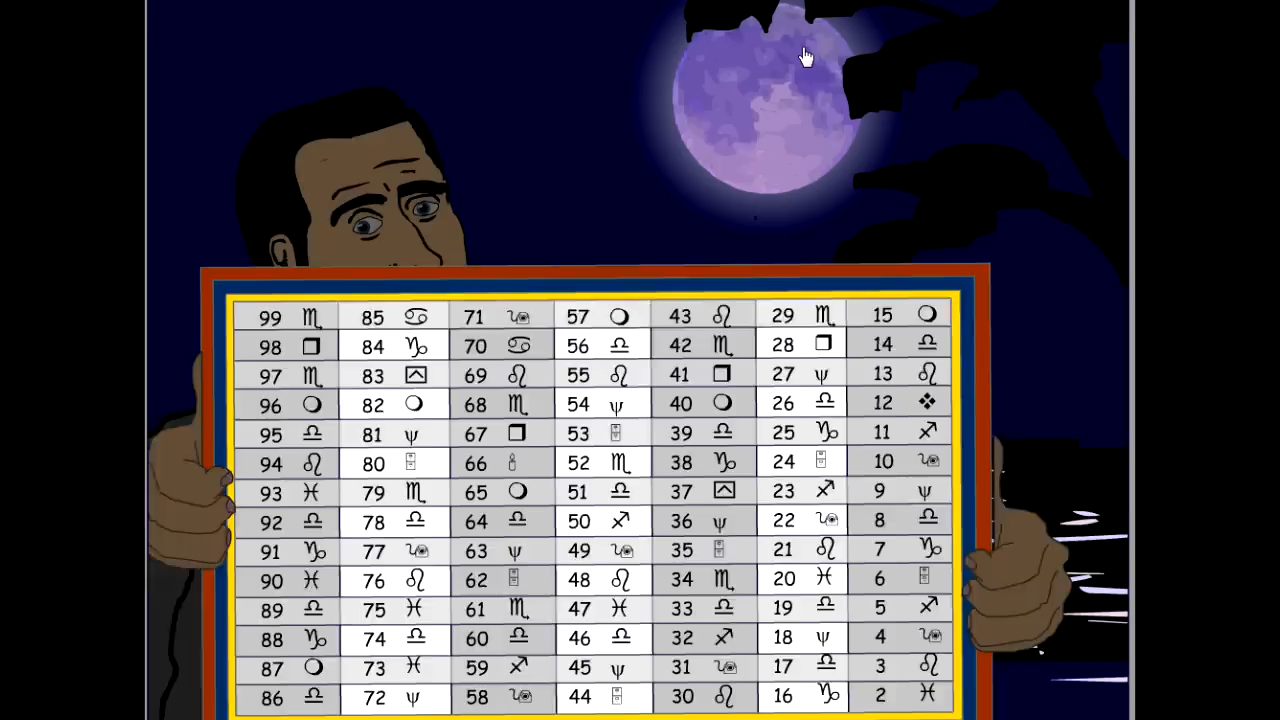 99 ♏ 85 ♋ 71 🙰 57 ❍ 43 ♌ 29 ♏ 15 ❍
98 ❒ 84 ♑ 70 ♋ 56 ♎ 42 ♏ 28 ❒ 14 ♎
97 ♏ 83 ⍓ 69 ♌ 55 ♌ 41 ❒ 27 ψ 13 ♌
96 ❍ 82 ❍ 68 ♏ 54 ψ 40 ❍ 26 ♎ 12 ❖
95 ♎ 81 ψ 67 ❒ 53 🗄 39 ♎ 25 ♑ 11 ♐
94 ♌ 80 🗄 66 🕯 52 ♏ 38 ♑ 24 🗄 10 🙰
93 ♓ 79 ♏ 65 ❍ 51 ♎ 37 ⍓ 23 ♐ 9 ψ
92 ♎ 78 ♎ 64 ♎ 50 ♐ 36 ψ 22 🙰 8 ♎
91 ♑ 77 🙰 63 ψ 49 🙰 35 🗄 21 ♌ 7 ♑
90 ♓ 76 ♌ 62 🗄 48 ♌ 34 ♏ 20 ♓ 6 🗄
89 ♎ 75 ♓ 61 ♏ 47 ♓ 33 ♎ 19 ♎ 5 ♐
88 ♑ 74 ♎ 60 ♎ 46 ♎ 32 ♐ 18 ψ 4 🙰
87 ❍ 73 ♓ 59 ♐ 45 ψ 31 🙰 17 ♎ 3 ♌
86 ♎ 72 ψ 58 🙰 44 🗄 30 ♌ 16 ♑ 2 ♓